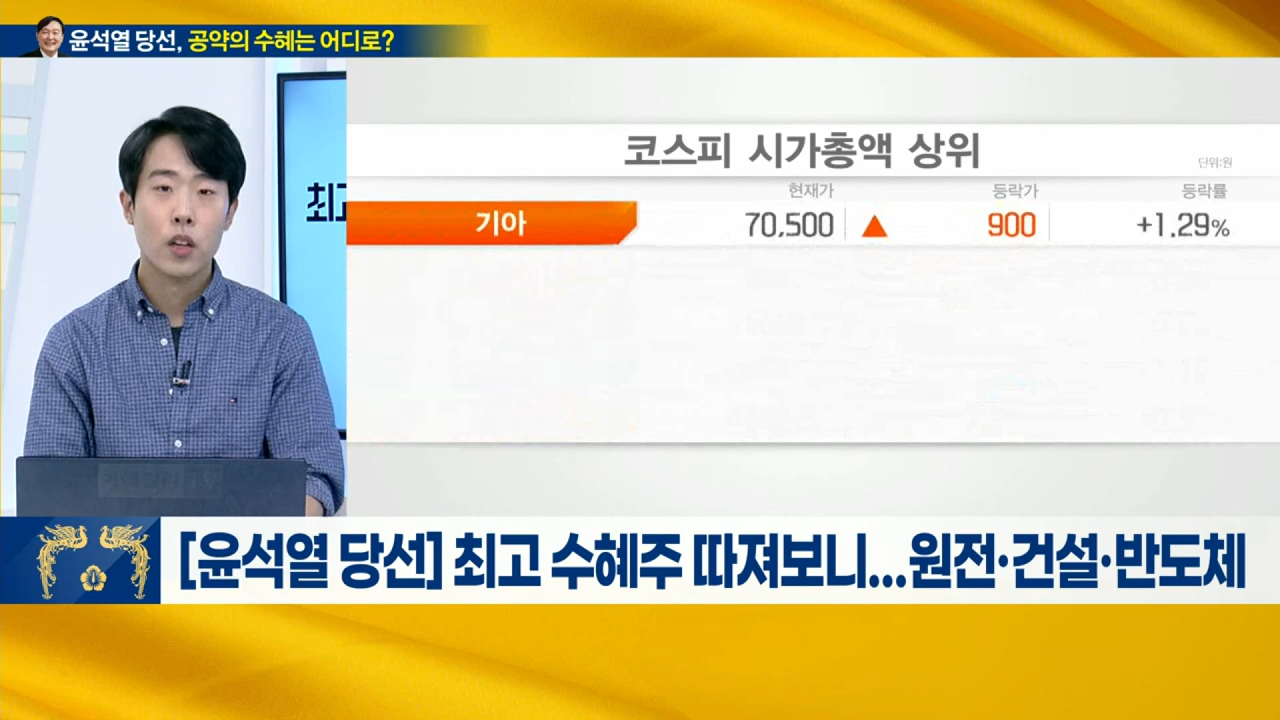 윤석열 당선, 공약의 수혜는 어디로?
최고
코스피 시가총액 상위
단위:원
현재가 등락가 등락률
기아 70,500 ▲ 900 +1.29%
[윤석열 당선] 최고 수혜주 따져보니...원전·건설·반도체